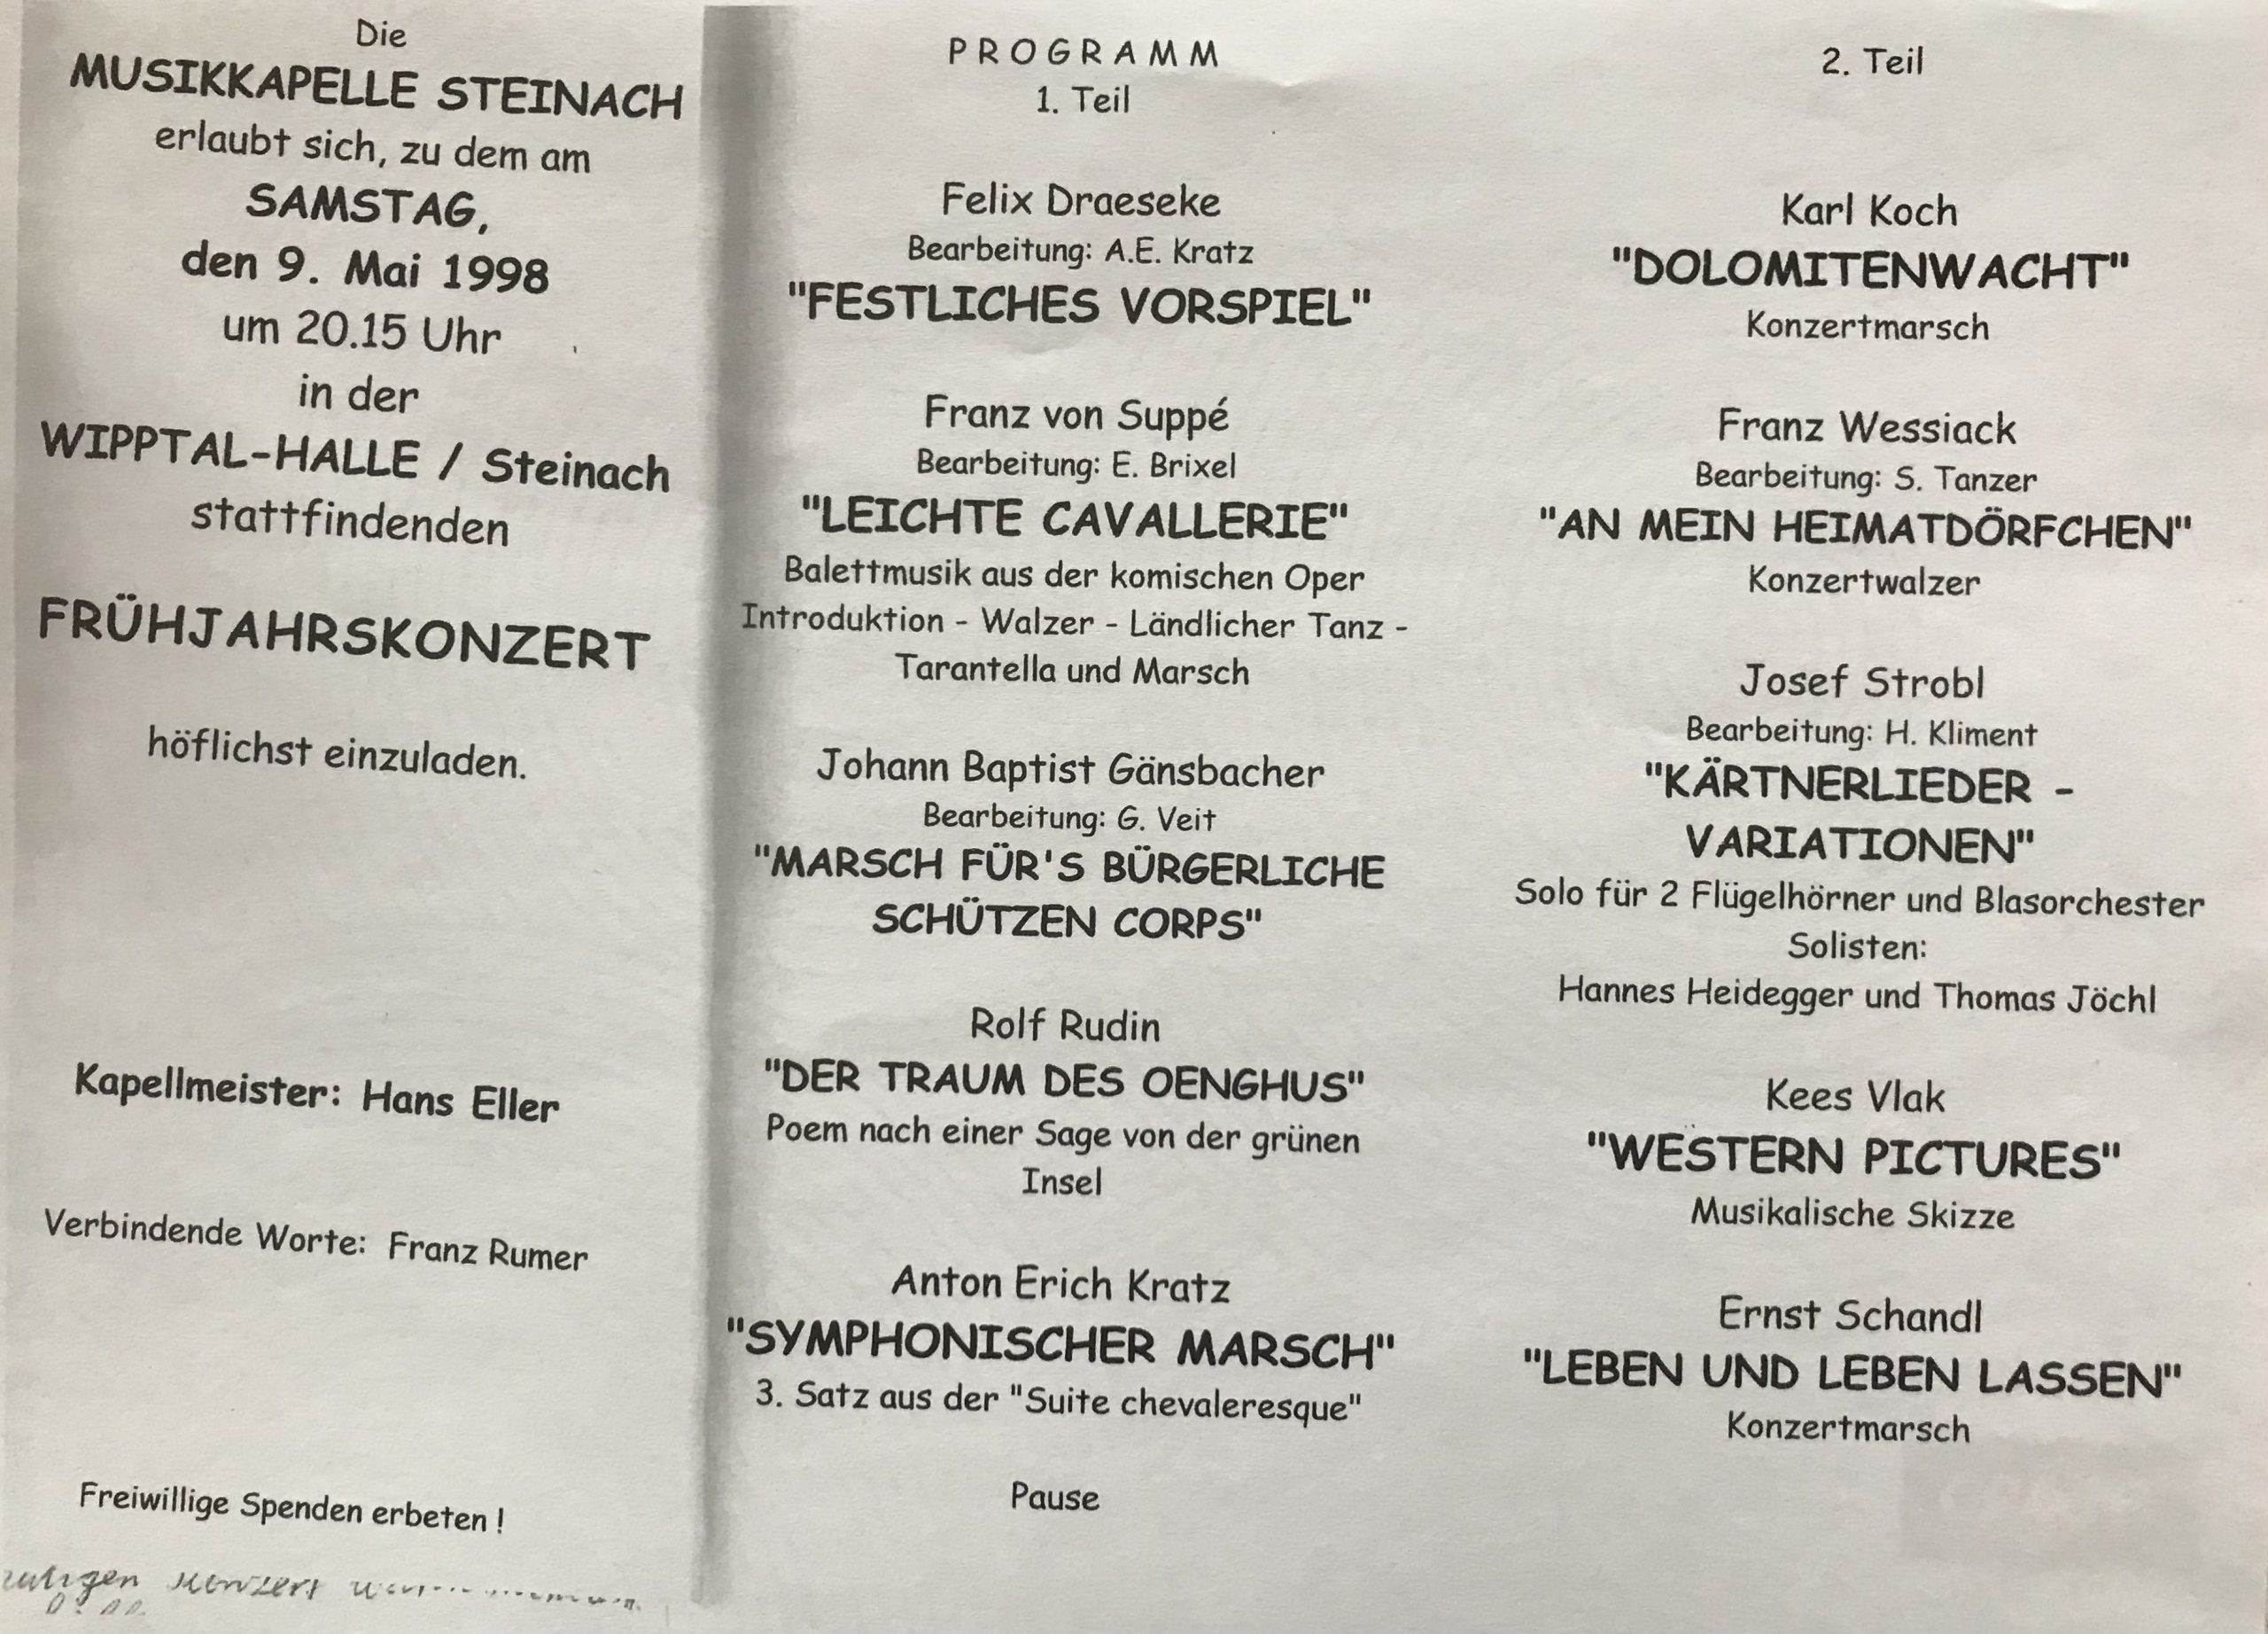 Die
MUSIKKAPELLE STEINACH
erlaubt sich, zu dem am
SAMSTAG,
den 9. Mai 1998
um 20.15 Uhr
in der
WIPPTAL-HALLE / Steinach
stattfindenden
FRÜHJAHRSKONZERT
höflichst einzuladen.
Kapellmeister: Hans Eller
Verbindende Worte: Franz Rumer
Freiwillige Spenden erbeten !
Konzert
PROGRAMM
1. Teil
Felix Draeseke
Bearbeitung: A.E. Kratz
"FESTLICHES VORSPIEL"
Franz von Suppé
Bearbeitung: E. Brixel
"LEICHTE CAVALLERIE"
Balettmusik aus der komischen Oper
Introduktion - Walzer - Ländlicher Tanz -
Tarantella und Marsch
Johann Baptist Gänsbacher
Bearbeitung: G. Veit
"MARSCH FÜR'S BÜRGERLICHE
SCHÜTZEN CORPS"
Rolf Rudin
"DER TRAUM DES OENGHUS"
Poem nach einer Sage von der grünen
Insel
Anton Erich Kratz
"SYMPHONISCHER MARSCH"
3. Satz aus der "Suite chevaleresque"
Pause
2. Teil
Karl Koch
"DOLOMITENWACHT"
Konzertmarsch
Franz Wessiack
Bearbeitung: S. Tanzer
"AN MEIN HEIMATDÖRFCHEN"
Konzertwalzer
Josef Strobl
Bearbeitung: H. Kliment
"KÄRTNERLIEDER -
VARIATIONEN"
Solo für 2 Flügelhörner und Blasorchester
Solisten:
Hannes Heidegger und Thomas Jöchl
Kees Vlak
"WESTERN PICTURES"
Musikalische Skizze
Ernst Schandl
"LEBEN UND LEBEN LASSEN"
Konzertmarsch